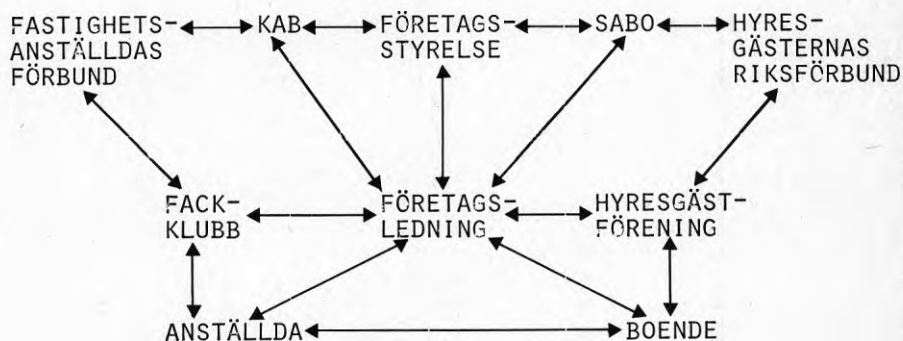 FASTIGHETS-
ANSTÄLLDAS
FÖRBUND
KAB
FÖRETAGS-
STYRELSE
SABO
HYRES-
GÄSTERNAS
RIKSFÖRBUND
FACK-
KLUBB
FÖRETAGS-
LEDNING
HYRESGÄST-
FÖRENING
ANSTÄLLDA
BOENDE